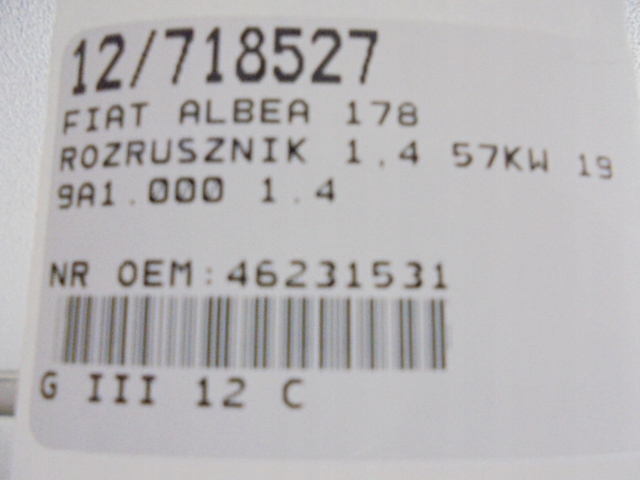 12/718527
FIAT ALBEA 178
ROZRUSZNIK 1.4 57KW 19
9A1.000 1.4
NR OEM:46231531
G III 12 C